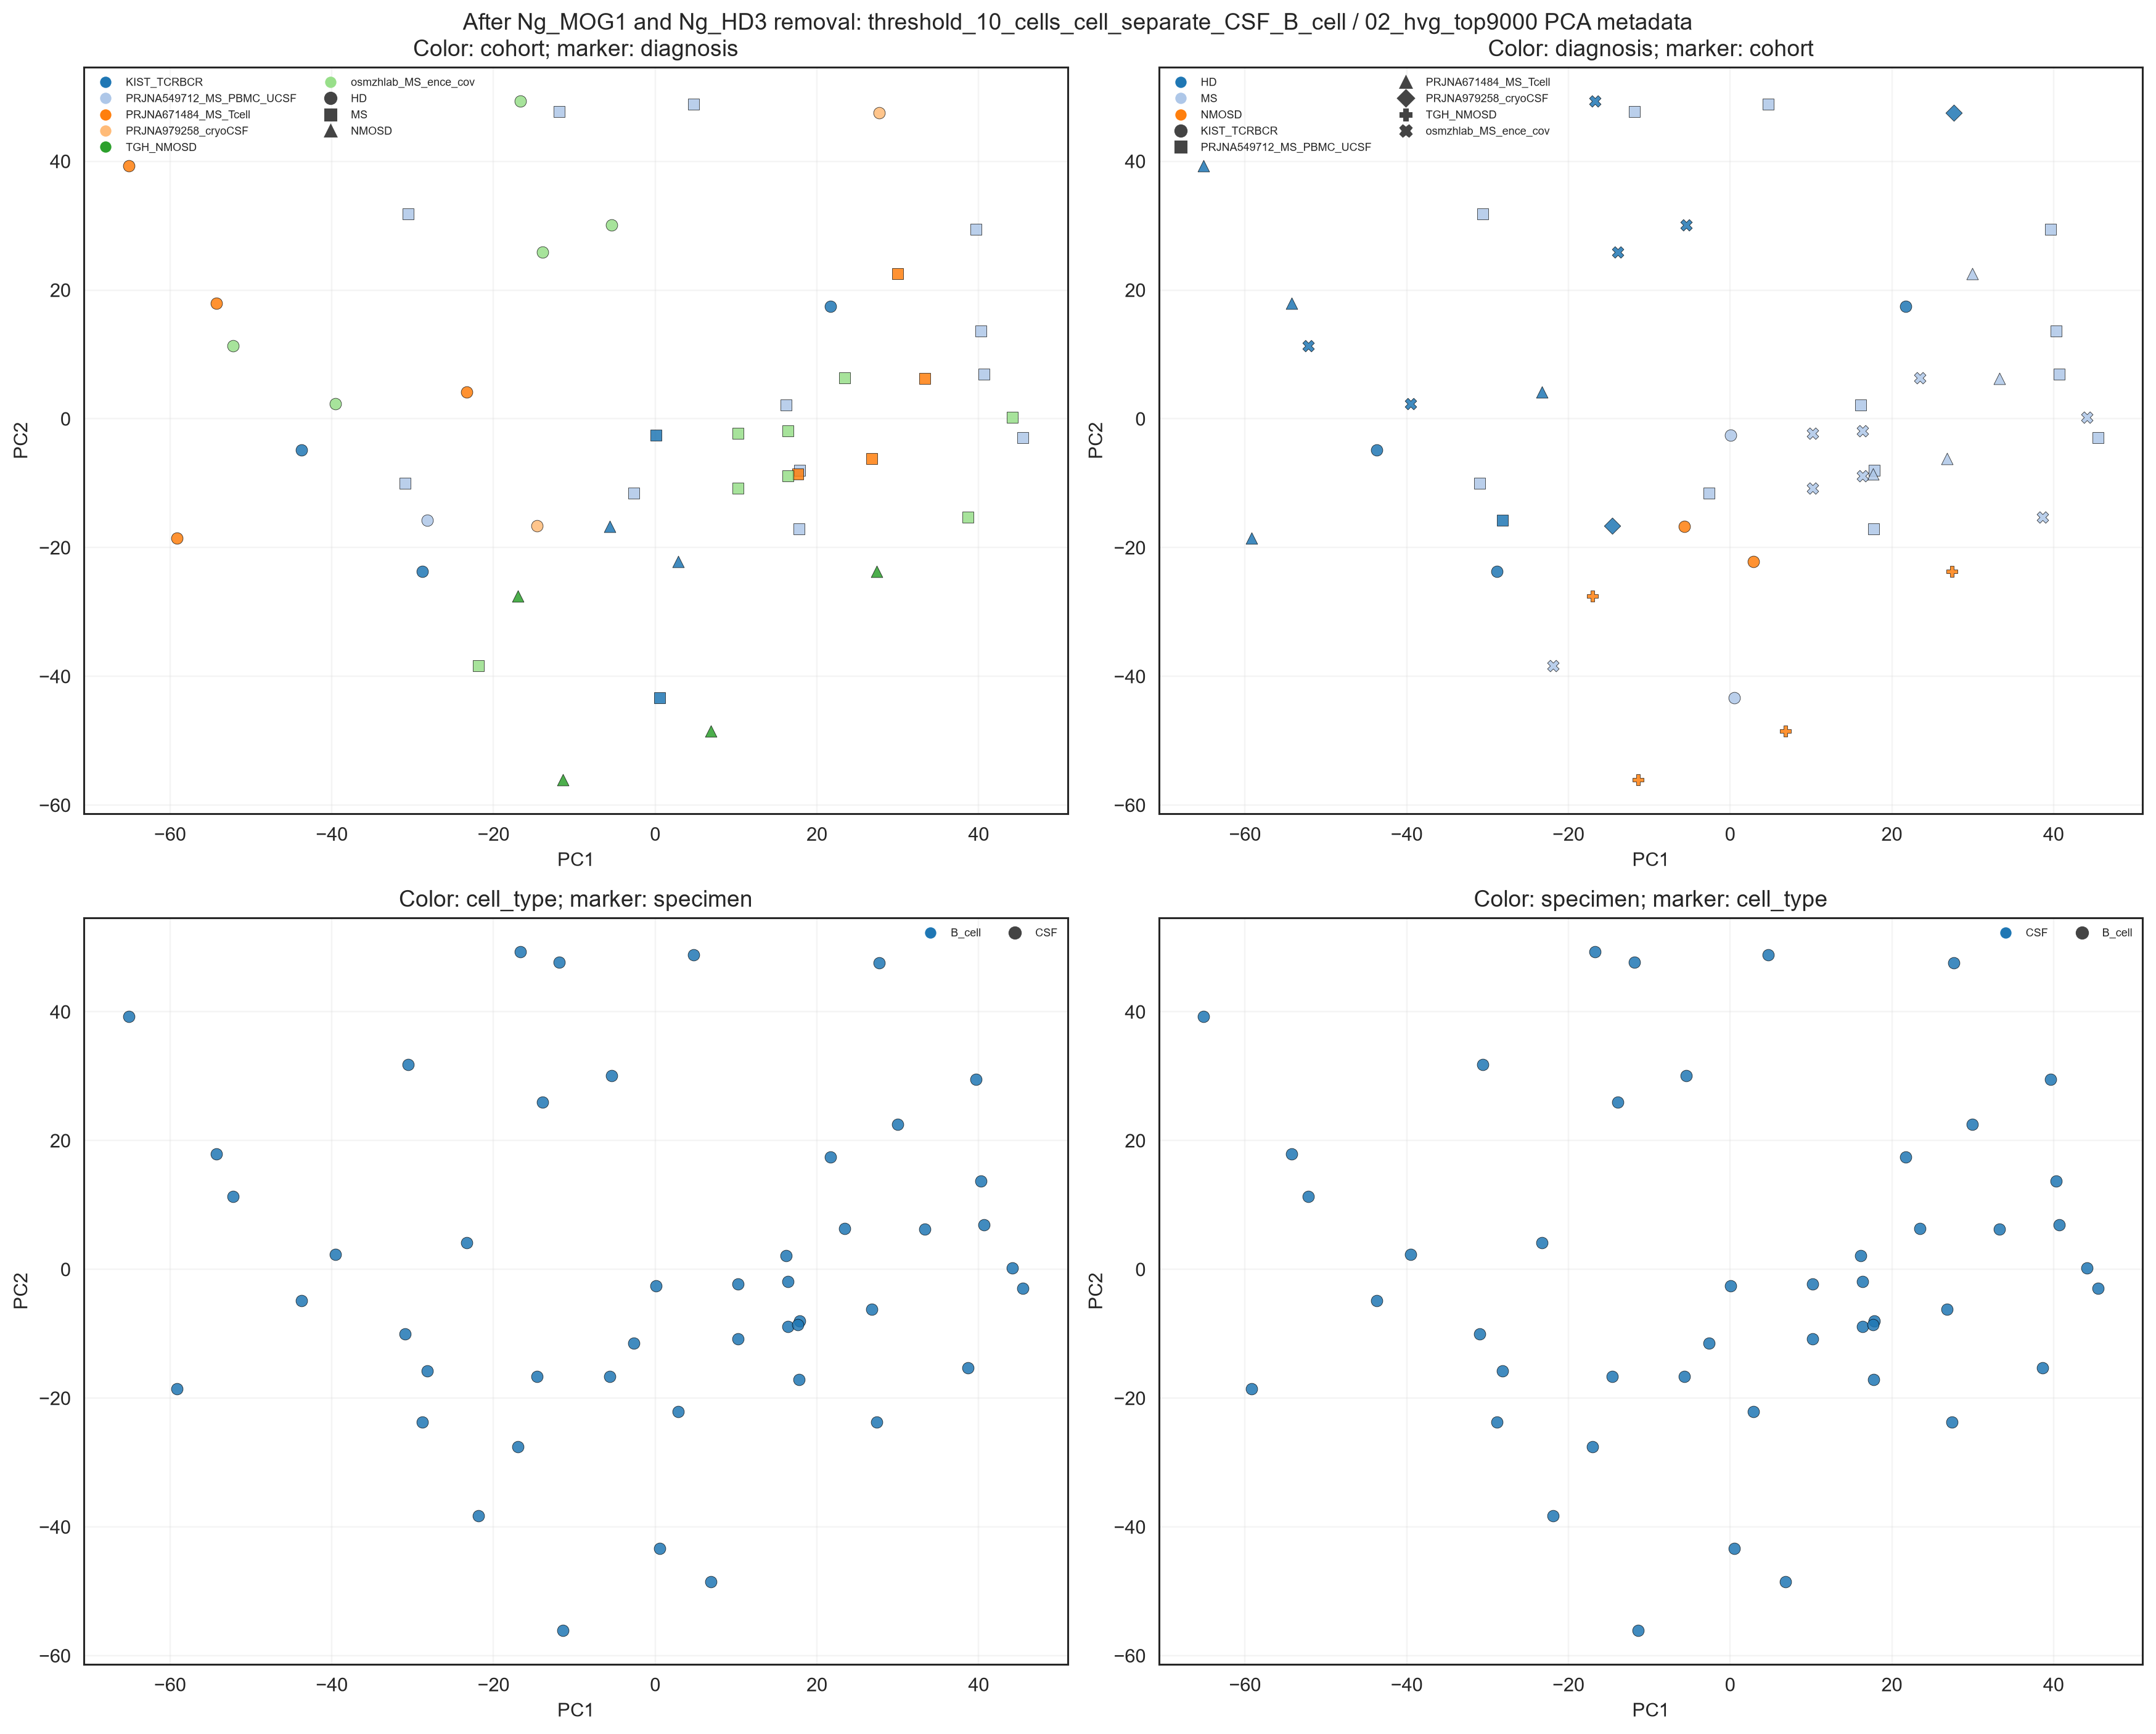 After Ng_MOG1 and Ng_HD3 removal: threshold_10_cells_cell_separate_CSF_B_cell / 02_hvg_top9000 PCA metadata
Color: cohort; marker: diagnosis
KIST_TCRBCR
PRJNA549712_MS_PBMC_UCSF
PRJNA671484_MS_Tcell
PRJNA979258_cryoCSF
TGH_NMOSD
osmzhlab_MS_ence_cov
HD
MS
NMOSD
40
20
0
−20
−40
−60
PC2
−60 −40 −20 0 20 40
PC1
Color: diagnosis; marker: cohort
HD
MS
NMOSD
KIST_TCRBCR
PRJNA549712_MS_PBMC_UCSF
PRJNA671484_MS_Tcell
PRJNA979258_cryoCSF
TGH_NMOSD
osmzhlab_MS_ence_cov
40
20
0
−20
−40
−60
PC2
−60 −40 −20 0 20 40
PC1
Color: cell_type; marker: specimen
B_cell CSF
40
20
0
−20
−40
−60
PC2
−60 −40 −20 0 20 40
PC1
Color: specimen; marker: cell_type
CSF B_cell
40
20
0
−20
−40
−60
PC2
−60 −40 −20 0 20 40
PC1